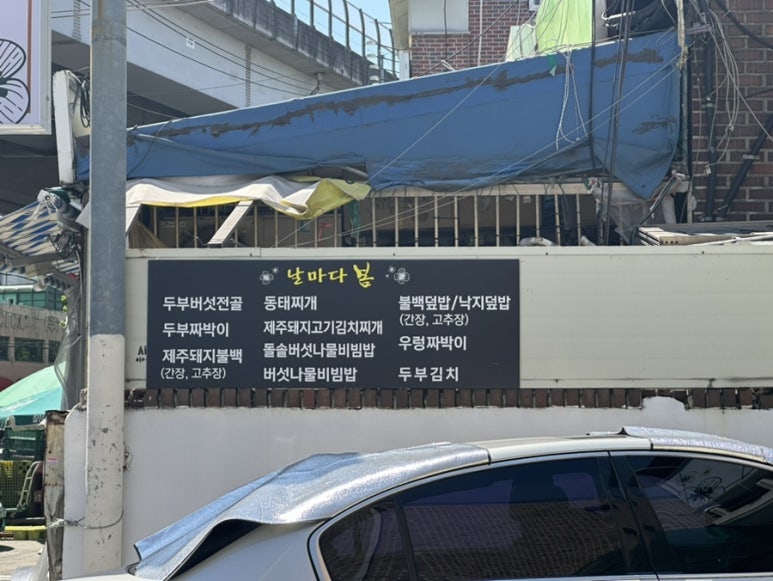 날마다 봄
두부버섯전골
두부짜박이
제주돼지불백
(간장, 고추장)
동태찌개
제주돼지고기김치찌개
돌솥버섯나물비빔밥
버섯나물비빔밥
불백덮밥/낙지덮밥
(간장, 고추장)
우렁짜박이
두부김치